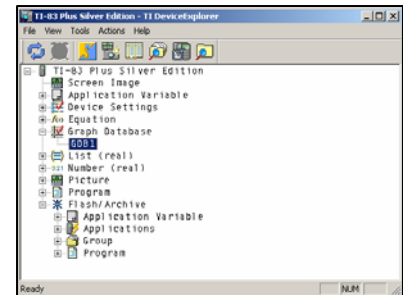 TI-83 Plus Silver Edition - TI DeviceExplorer
File View Tools Actions Help
TI-83 Plus Silver Edition
Screen Image
Application Variable
Device Settings
Equation
Graph Database
GDB1
List (real)
Number (real)
Picture
Program
Flash/Archive
Application Variable
Applications
Group
Program
Ready NUM